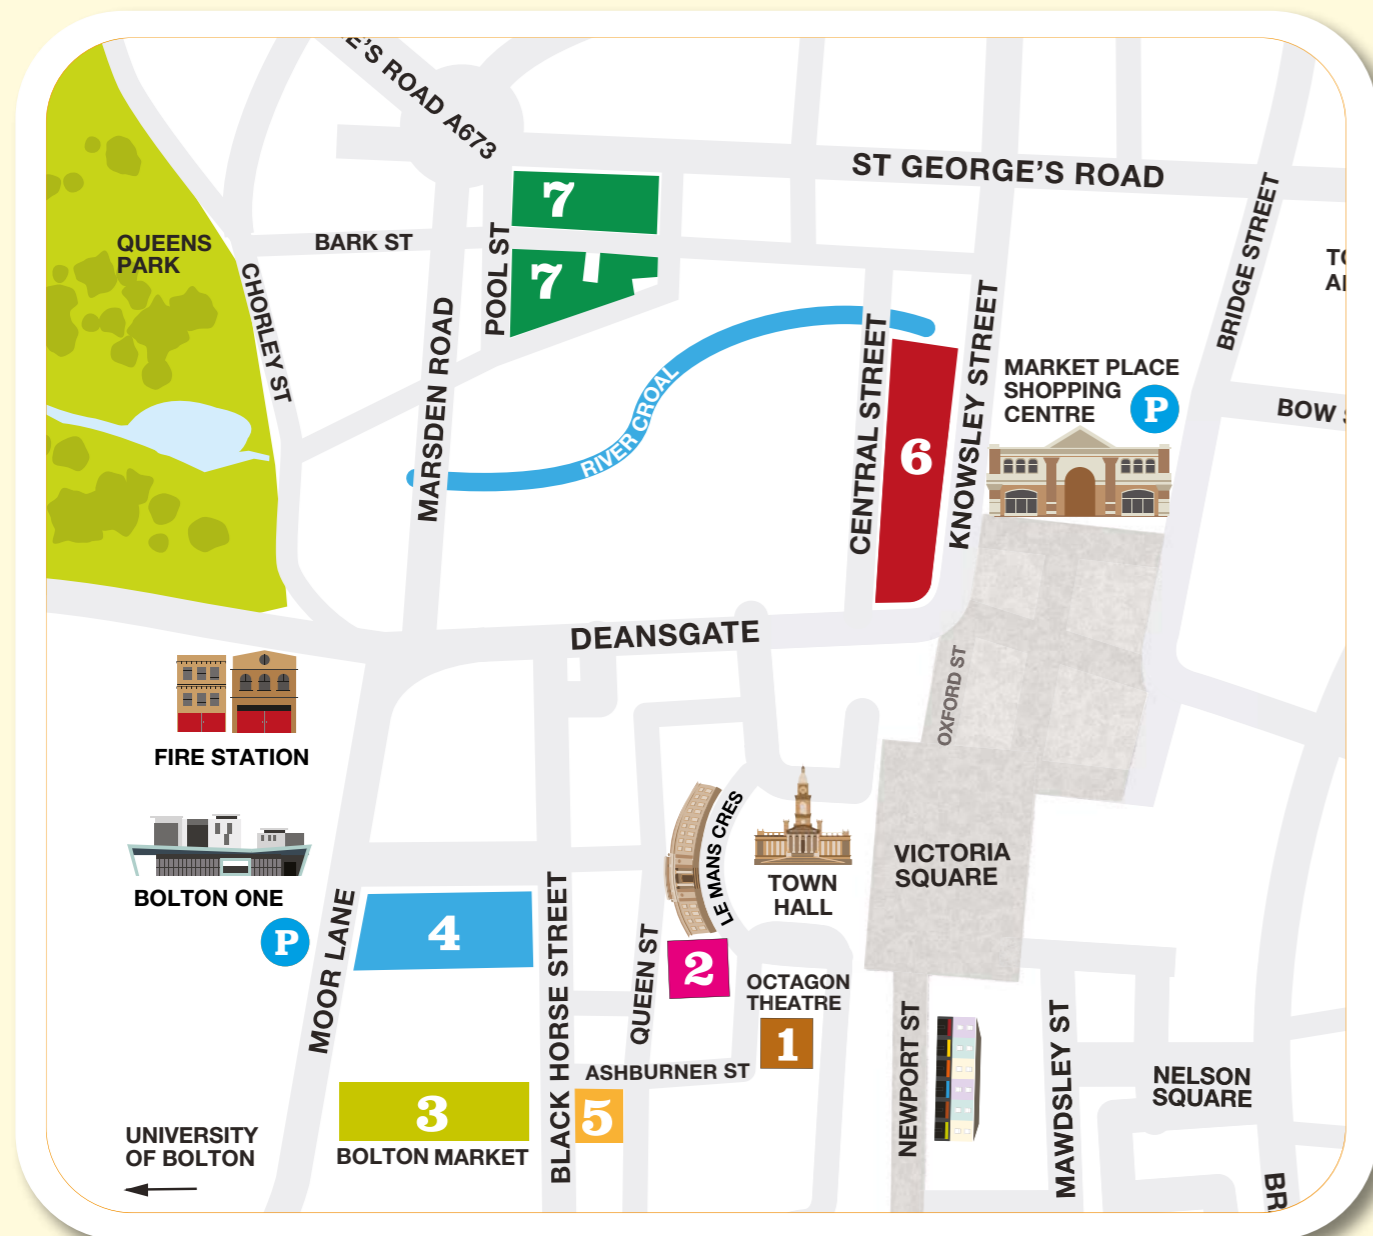 E'S ROAD A673
ST GEORGE'S ROAD
7
QUEENS
PARK
BARK ST
POOL ST
7
CHORLEY ST
MARSDEN ROAD
RIVER CROAL
CENTRAL STREET
6
KNOWSLEY STREET
BRIDGE STREET
MARKET PLACE
SHOPPING
CENTRE
P
BOW
DEANSGATE
OXFORD ST
FIRE STATION
BOLTON ONE
P
MOOR LANE
4
BLACK HORSE STREET
QUEEN ST
LE MANS CRES
TOWN
HALL
VICTORIA
SQUARE
2
OCTAGON
THEATRE
1
ASHBURNER ST
3
BOLTON MARKET
5
NEWPORT ST
MAWDSLEY ST
NELSON
SQUARE
UNIVERSITY
OF BOLTON
BR